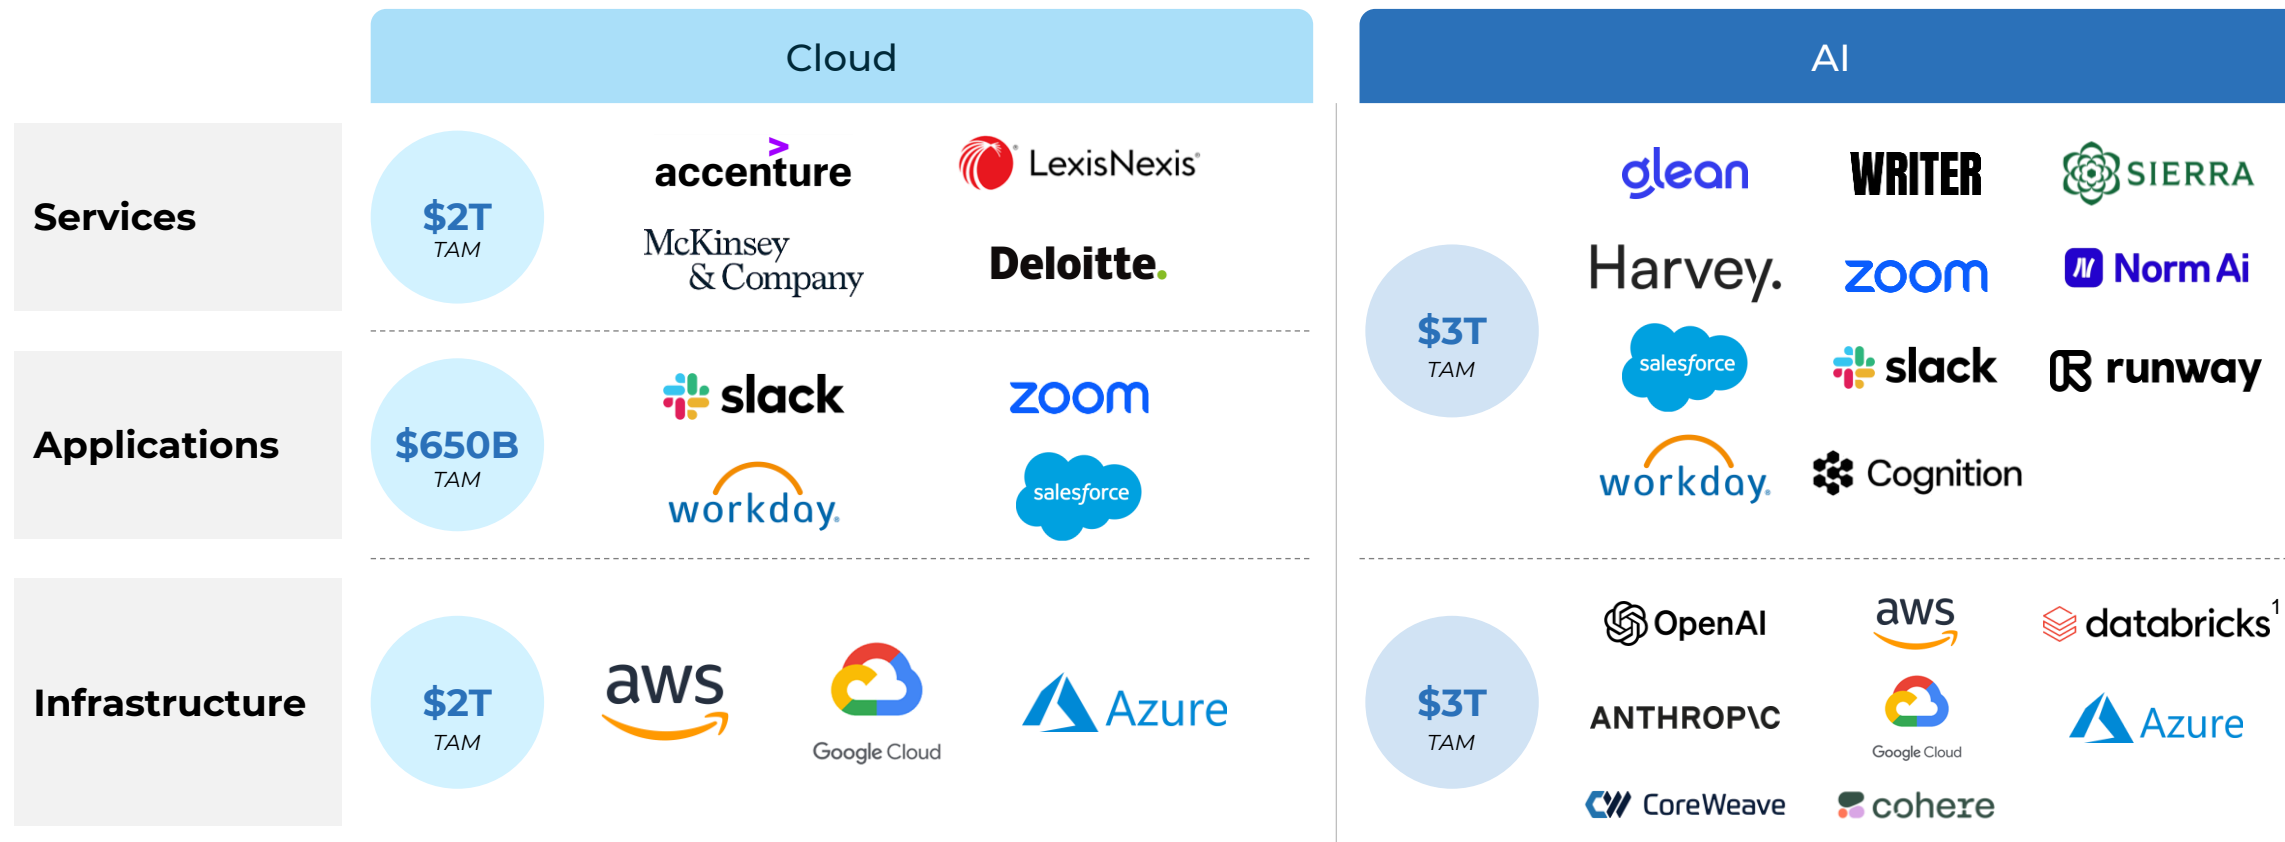 Cloud
AI
Services
$2T
TAM
accenture
LexisNexis®
McKinsey
& Company
Deloitte.
Applications
$650B
TAM
slack
zoom
workday®
salesforce
$3T
TAM
glean
WRITER
SIERRA
Harvey.
zoom
Norm Ai
salesforce
slack
runway
workday®
Cognition
Infrastructure
$2T
TAM
aws
Google Cloud
Azure
$3T
TAM
OpenAI
aws
databricks¹
ANTHROP\C
Google Cloud
Azure
CoreWeave
cohere